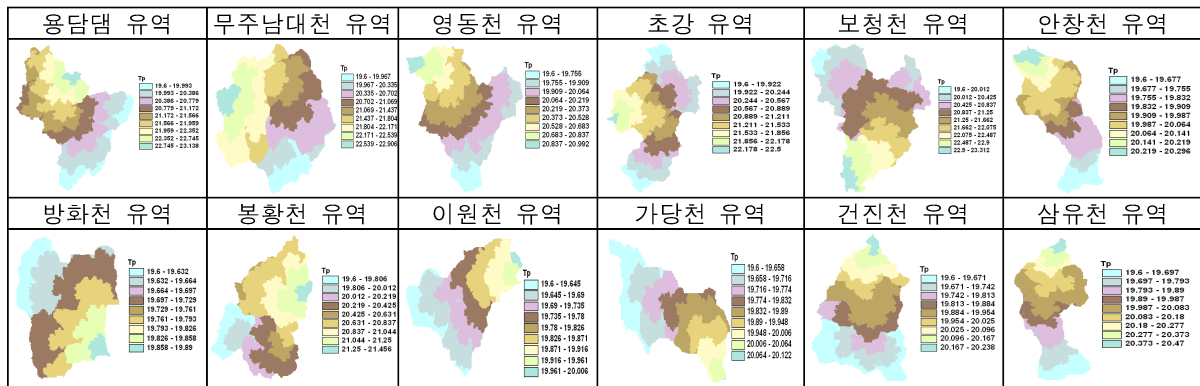 용담댐 유역
무주남대천 유역
영동천 유역
초강 유역
보청천 유역
안창천 유역
Tp
19.6 - 19.993
19.993 - 20.386
20.386 - 20.779
20.779 - 21.172
21.172 - 21.566
21.566 - 21.959
21.959 - 22.352
22.352 - 22.745
22.745 - 23.138
Tp
19.6 - 19.967
19.967 - 20.335
20.335 - 20.702
20.702 - 21.069
21.069 - 21.437
21.437 - 21.804
21.804 - 22.171
22.171 - 22.539
22.539 - 22.906
Tp
19.6 - 19.755
19.755 - 19.909
19.909 - 20.064
20.064 - 20.219
20.219 - 20.373
20.373 - 20.528
20.528 - 20.683
20.683 - 20.837
20.837 - 20.992
Tp
19.6 - 19.922
19.922 - 20.244
20.244 - 20.567
20.567 - 20.889
20.889 - 21.211
21.211 - 21.533
21.533 - 21.856
21.856 - 22.178
22.178 - 22.5
Tp
19.6 - 20.012
20.012 - 20.425
20.425 - 20.837
20.837 - 21.25
21.25 - 21.662
21.662 - 22.075
22.075 - 22.487
22.487 - 22.9
22.9 - 23.312
Tp
19.6 - 19.677
19.677 - 19.755
19.755 - 19.832
19.832 - 19.909
19.909 - 19.987
19.987 - 20.064
20.064 - 20.141
20.141 - 20.219
20.219 - 20.296
방화천 유역
봉황천 유역
이원천 유역
가당천 유역
건진천 유역
삼유천 유역
Tp
19.6 - 19.632
19.632 - 19.664
19.664 - 19.697
19.697 - 19.729
19.729 - 19.761
19.761 - 19.793
19.793 - 19.826
19.826 - 19.858
19.858 - 19.89
Tp
19.6 - 19.806
19.806 - 20.012
20.012 - 20.219
20.219 - 20.425
20.425 - 20.631
20.631 - 20.837
20.837 - 21.044
21.044 - 21.25
21.25 - 21.456
Tp
19.6 - 19.645
19.645 - 19.69
19.69 - 19.735
19.735 - 19.78
19.78 - 19.826
19.826 - 19.871
19.871 - 19.916
19.916 - 19.961
19.961 - 20.006
Tp
19.6 - 19.658
19.658 - 19.716
19.716 - 19.774
19.774 - 19.832
19.832 - 19.89
19.89 - 19.948
19.948 - 20.006
20.006 - 20.064
20.064 - 20.122
Tp
19.6 - 19.671
19.671 - 19.742
19.742 - 19.813
19.813 - 19.884
19.884 - 19.954
19.954 - 20.025
20.025 - 20.096
20.096 - 20.167
20.167 - 20.238
Tp
19.6 - 19.697
19.697 - 19.793
19.793 - 19.89
19.89 - 19.987
19.987 - 20.083
20.083 - 20.18
20.18 - 20.277
20.277 - 20.373
20.373 - 20.47